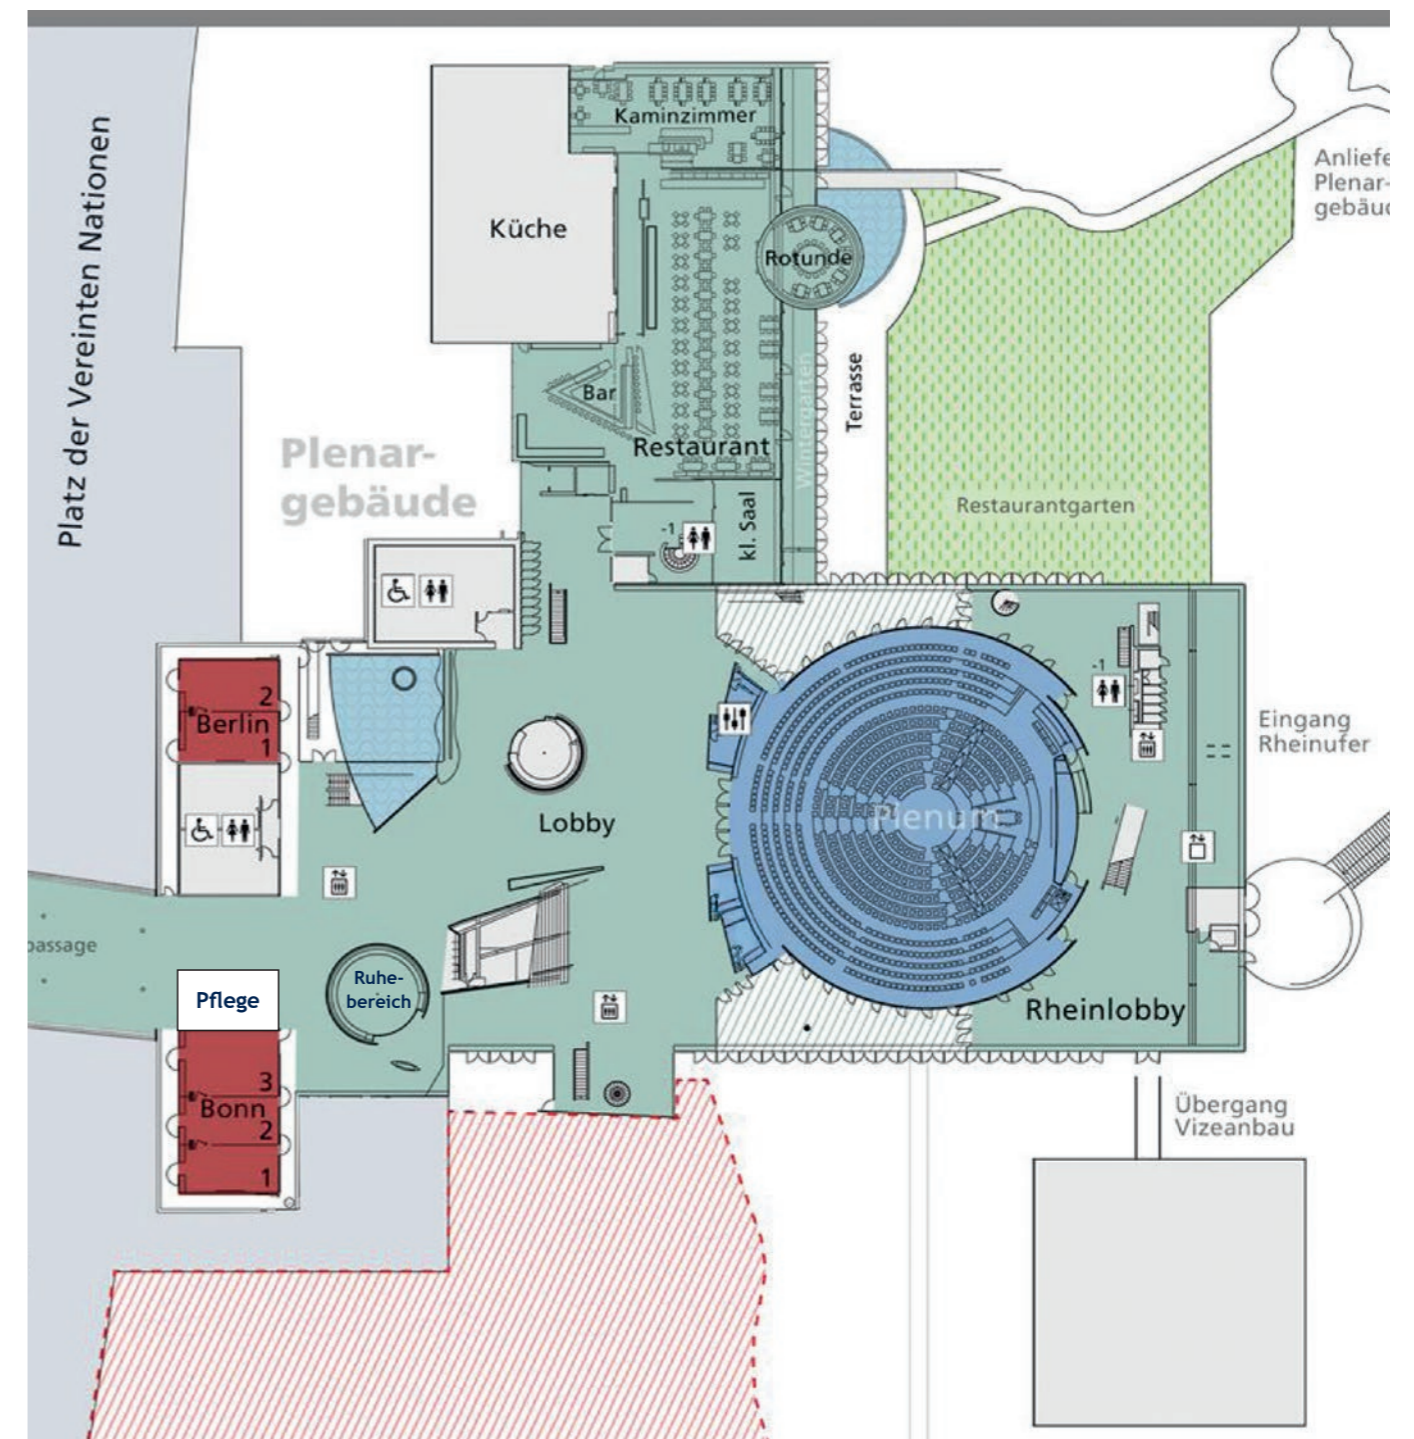 Platz der Vereinten Nationen
Kaminzimmer
Küche
Rotunde
Anliefe
Plenar-
gebäu
Bar
Restaurant
Wintergarten
Terrasse
Restaurantgarten
Plenar-
gebäude
-1
kl. Saal
2
Berlin
1
Lobby
Plenum
-1
Eingang
Rheinufer
passage
Pflege
Ruhe-
bereich
Rheinlobby
3
Bonn
2
1
Übergang
Vizeanbau